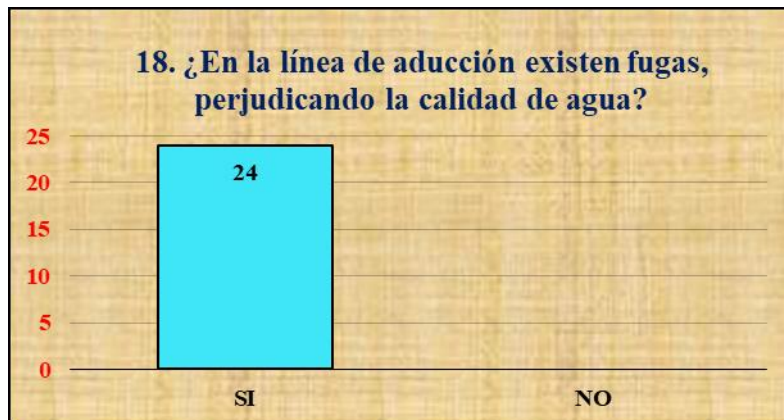 18. ¿En la línea de aducción existen fugas,
perjudicando la calidad de agua?
25
24
20
15
10
5
0
SI NO